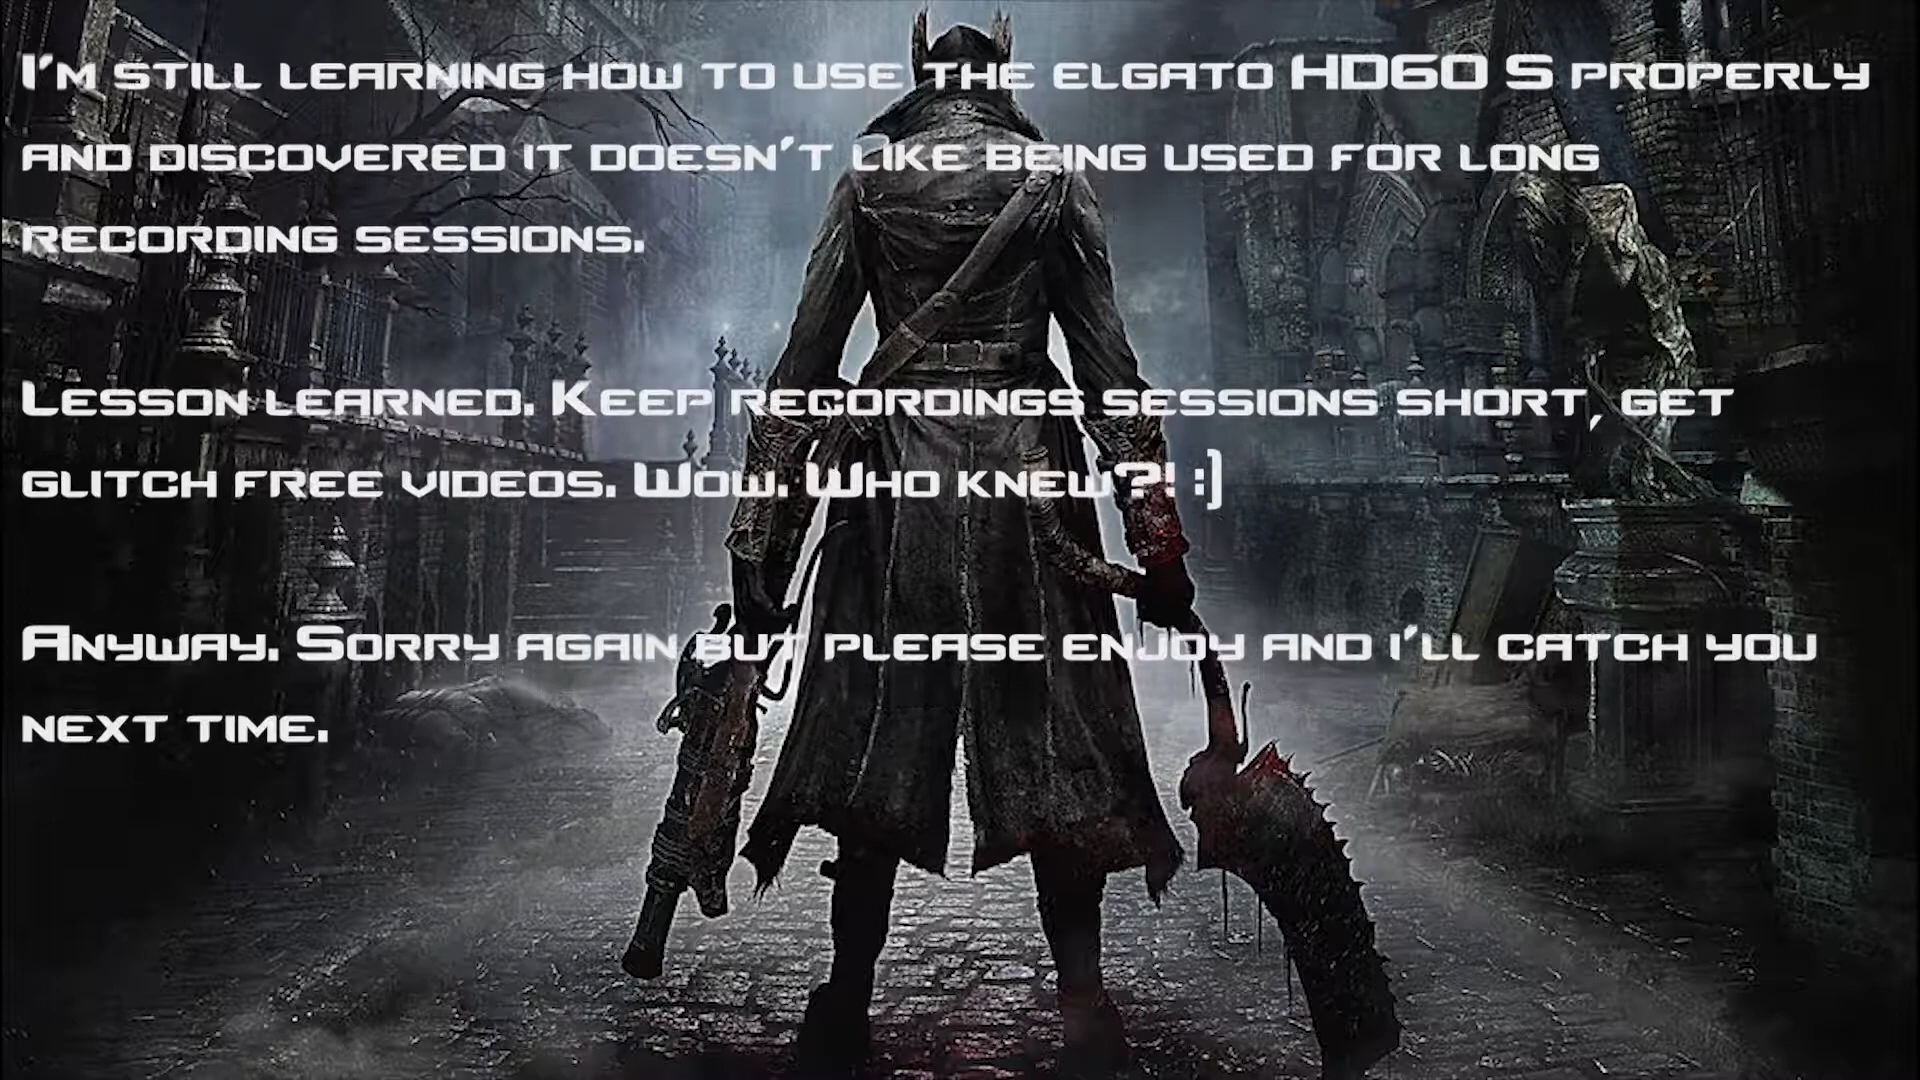 I'm still learning how to use the elgato HD60 S properly
and discovered it doesn't like being used for long
recording sessions.
Lesson learned. Keep recordings sessions short, get
glitch free videos. Wow. Who knew?! :)
Anyway. Sorry again but please enjoy and i'll catch you
next time.